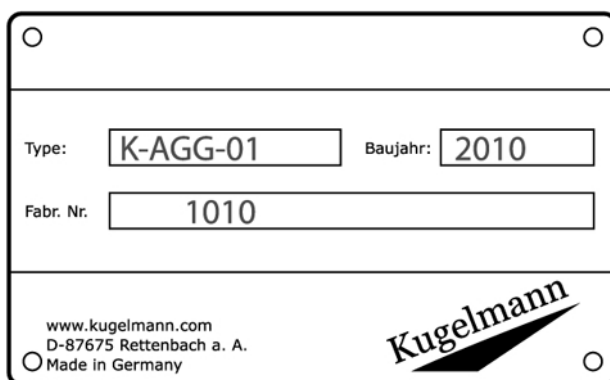 Type: K-AGG-01 Baujahr: 2010
Fabr. Nr. 1010
www.kugelmann.com
D-87675 Rettenbach a. A.
Made in Germany
Kugelmann